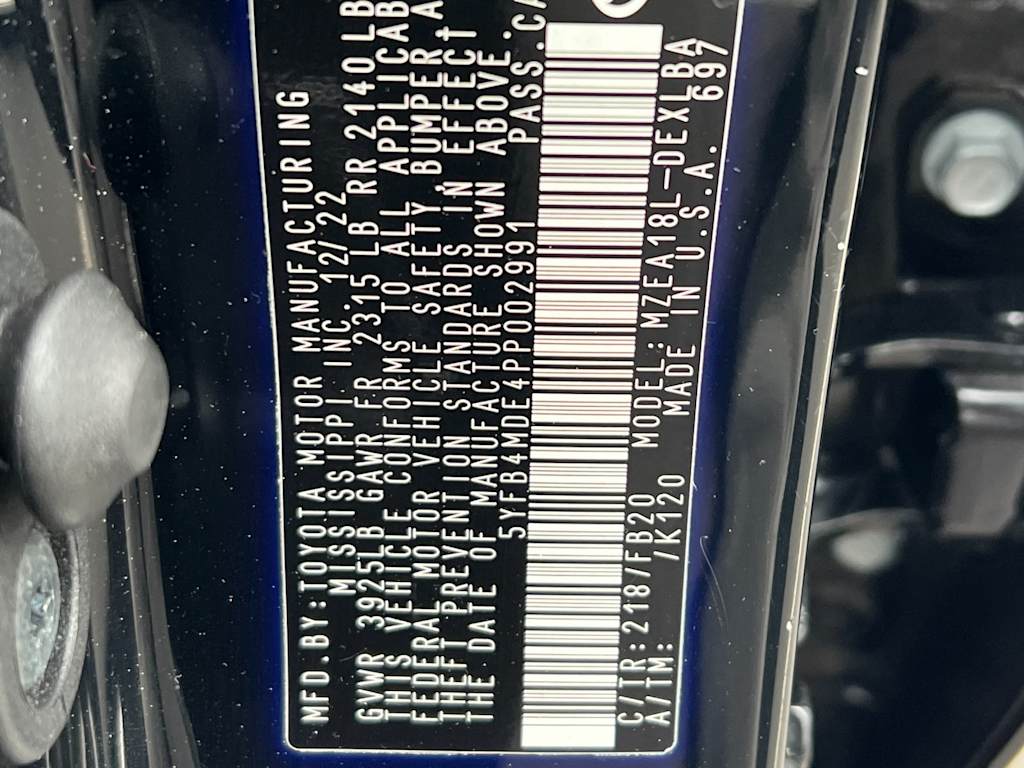 MFD.BY:TOYOTA MOTOR MANUFACTURING
MISSISSIPPI INC. 12/22
GVWR 3925LB GAWR FR 2315LB RR 2140LB
THIS VEHICLE CONFORMS TO ALL APPLICAB
FEDERAL MOTOR VEHICLE SAFETY, BUMPER, A
THEFT PREVENTION STANDARDS IN EFFECT
THE DATE OF MANUFACTURE SHOWN ABOVE.
5YFB4MDE4PP002991 PASS.CA
C/TR:218/FB20 MODEL:MZEA18L-DEXLBA
A/TM: /K120 MADE IN U.S.A. 697